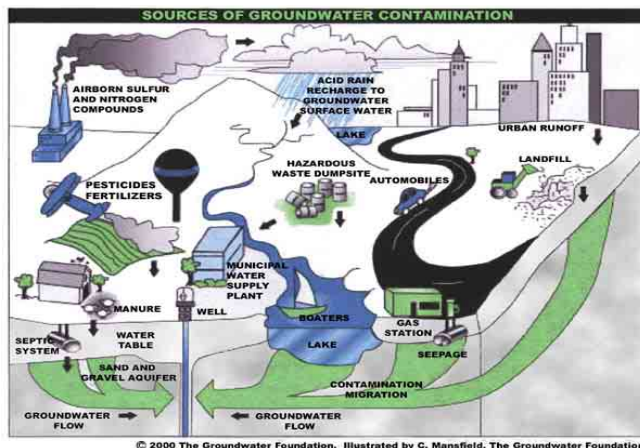 SOURCES OF GROUNDWATER CONTAMINATION
AIRBORN SULFUR
AND NITROGEN
COMPOUNDS
ACID RAIN
RECHARGE TO
GROUNDWATER
SURFACE WATER
LAKE
URBAN RUNOFF
HAZARDOUS
WASTE DUMPSITE
AUTOMOBILES
LANDFILL
PESTICIDES
FERTILIZERS
MUNICIPAL
WATER
SUPPLY
PLANT
MANURE
WELL
BOATERS
GAS
STATION
SEPTIC
SYSTEM
WATER
TABLE
LAKE
SEEPAGE
SAND AND
GRAVEL AQUIFER
CONTAMINATION
MIGRATION
GROUNDWATER
FLOW
GROUNDWATER
FLOW
© 2000 The Groundwater Foundation. Illustrated by C. Mansfield, The Groundwater Foundation